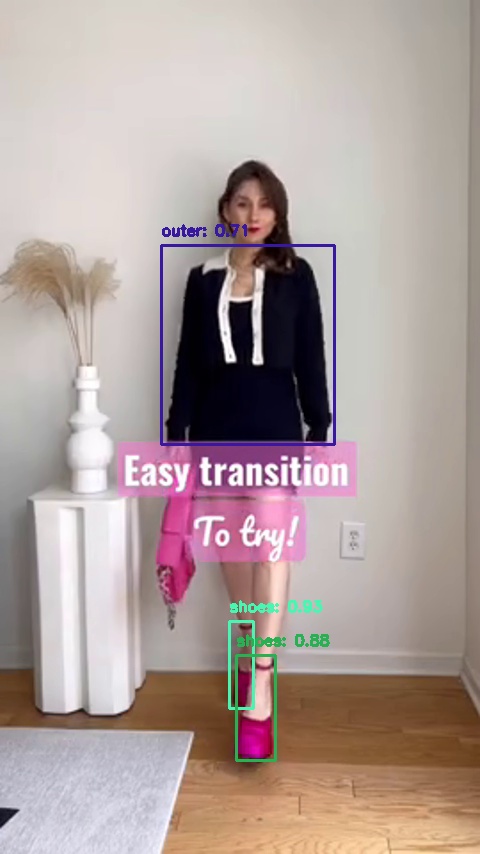 outer: 0.71
Easy transition
To try!
shoes: 0.93
shoes: 0.88